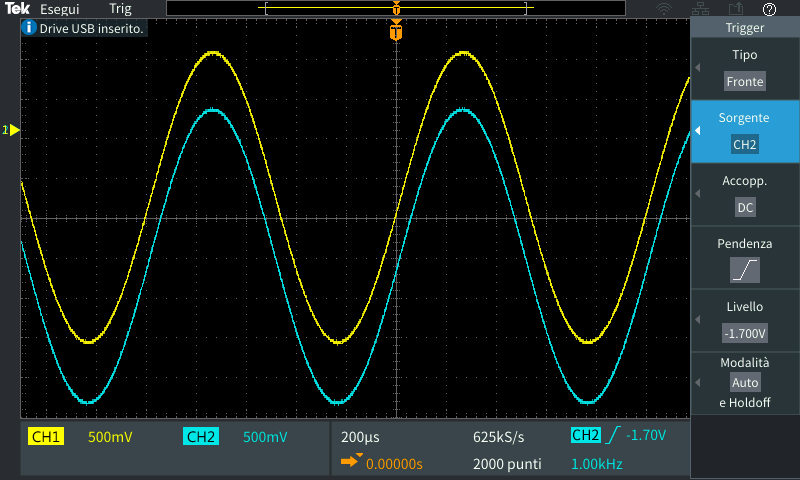 Tek Esegui Trig T ?
i Drive USB inserito.
T
Trigger
Tipo
Fronte
Sorgente
CH2
Accopp.
DC
Pendenza
Livello
-1.700V
Modalità
Auto
e Holdoff
CH1 500mV CH2 500mV 200µs 625kS/s CH2 -1.70V
0.00000s 2000 punti 1.00kHz